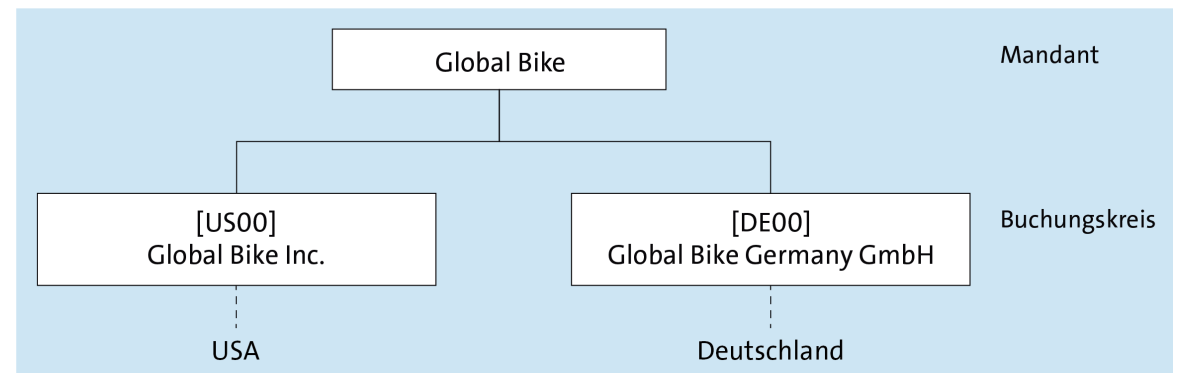 Global Bike
Mandant
[US00]
Global Bike Inc.
[DE00]
Global Bike Germany GmbH
Buchungskreis
USA
Deutschland